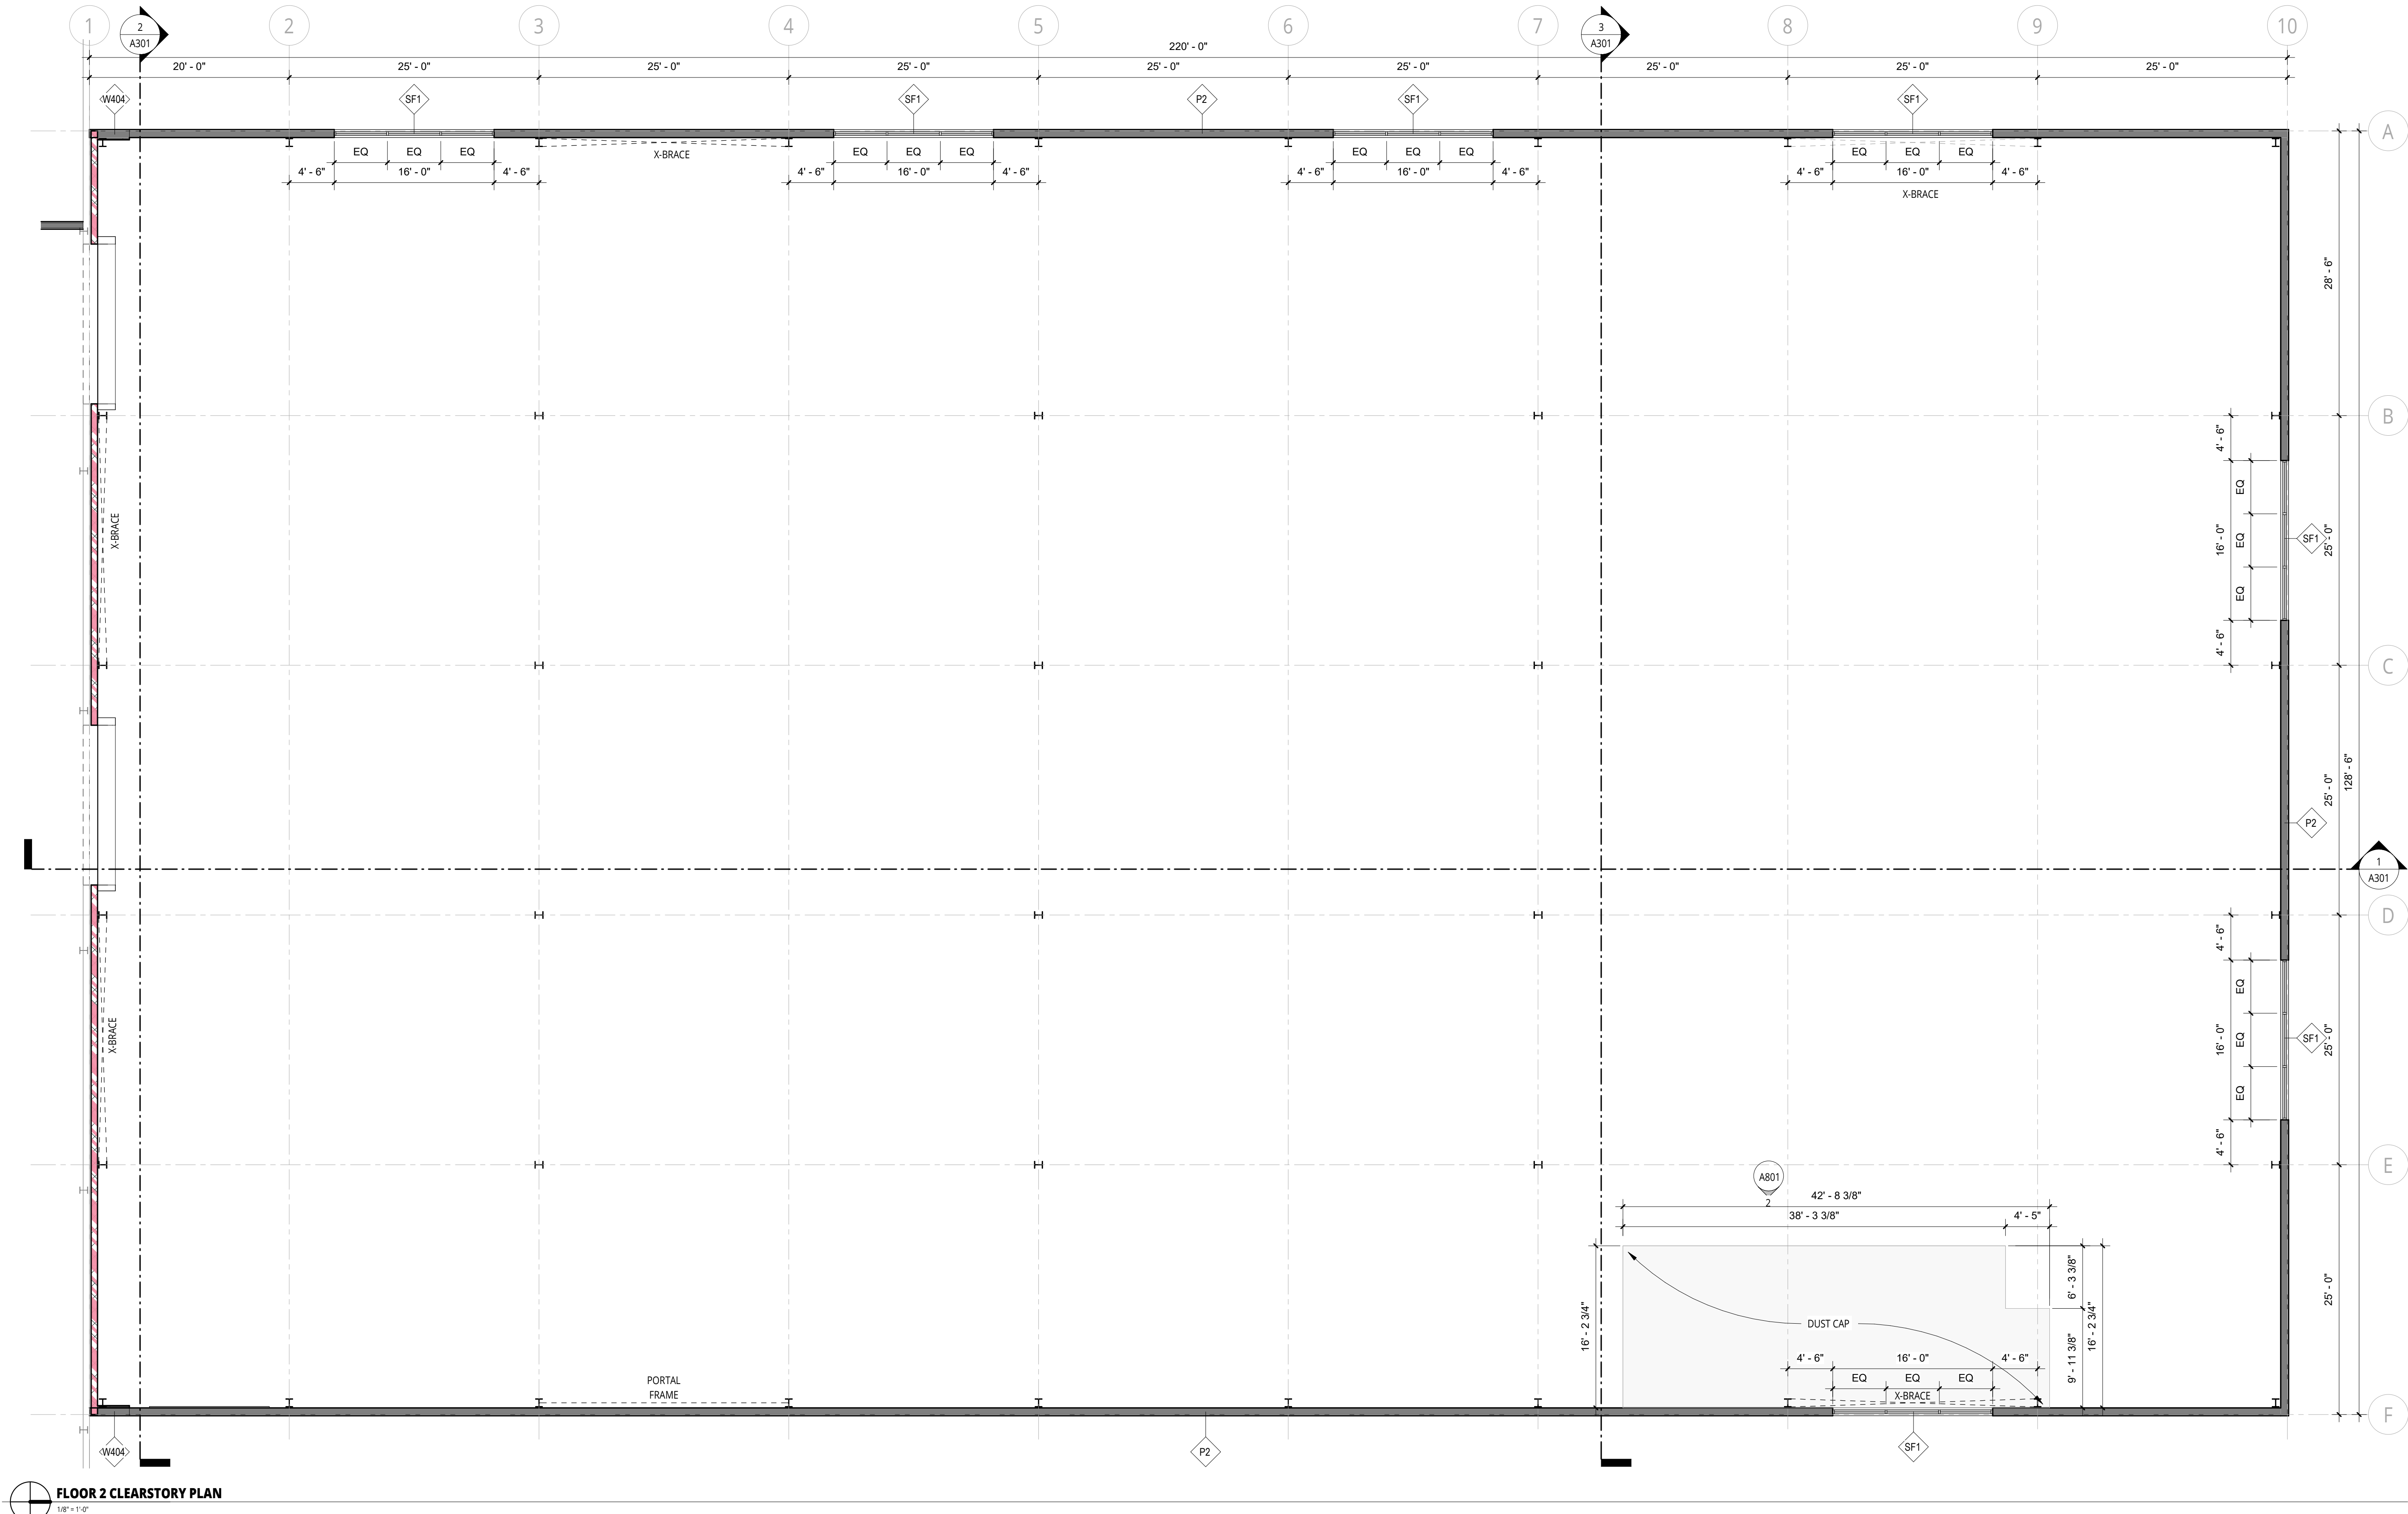 1 2 3 4 5 6 7 8 9 10
2
A301
3
A301
220' - 0"
20' - 0" 25' - 0" 25' - 0" 25' - 0" 25' - 0" 25' - 0" 25' - 0" 25' - 0" 25' - 0"
W404 SF1 SF1 P2 SF1 SF1
A
EQ EQ EQ X-BRACE EQ EQ EQ EQ EQ EQ EQ EQ EQ
4' - 6" 16' - 0" 4' - 6" 4' - 6" 16' - 0" 4' - 6" 4' - 6" 16' - 0" 4' - 6" 4' - 6" 16' - 0" 4' - 6"
X-BRACE
28' - 6"
B
4' - 6"
EQ
X-BRACE
16' - 0" EQ SF1 25' - 0"
EQ
4' - 6"
C
128' - 6"
25' - 0"
P2
1
A301
D
4' - 6"
EQ
X-BRACE
16' - 0" EQ SF1 25' - 0"
EQ
4' - 6"
E
A801
2
42' - 8 3/8"
38' - 3 3/8" 4' - 5"
6' - 3 3/8"
25' - 0"
16' - 2 3/4" 16' - 2 3/4"
DUST CAP
9' - 11 3/8"
4' - 6" 16' - 0" 4' - 6"
EQ EQ EQ
X-BRACE
PORTAL
FRAME
F
W404 P2 SF1
FLOOR 2 CLEARSTORY PLAN
1/8" = 1'-0"